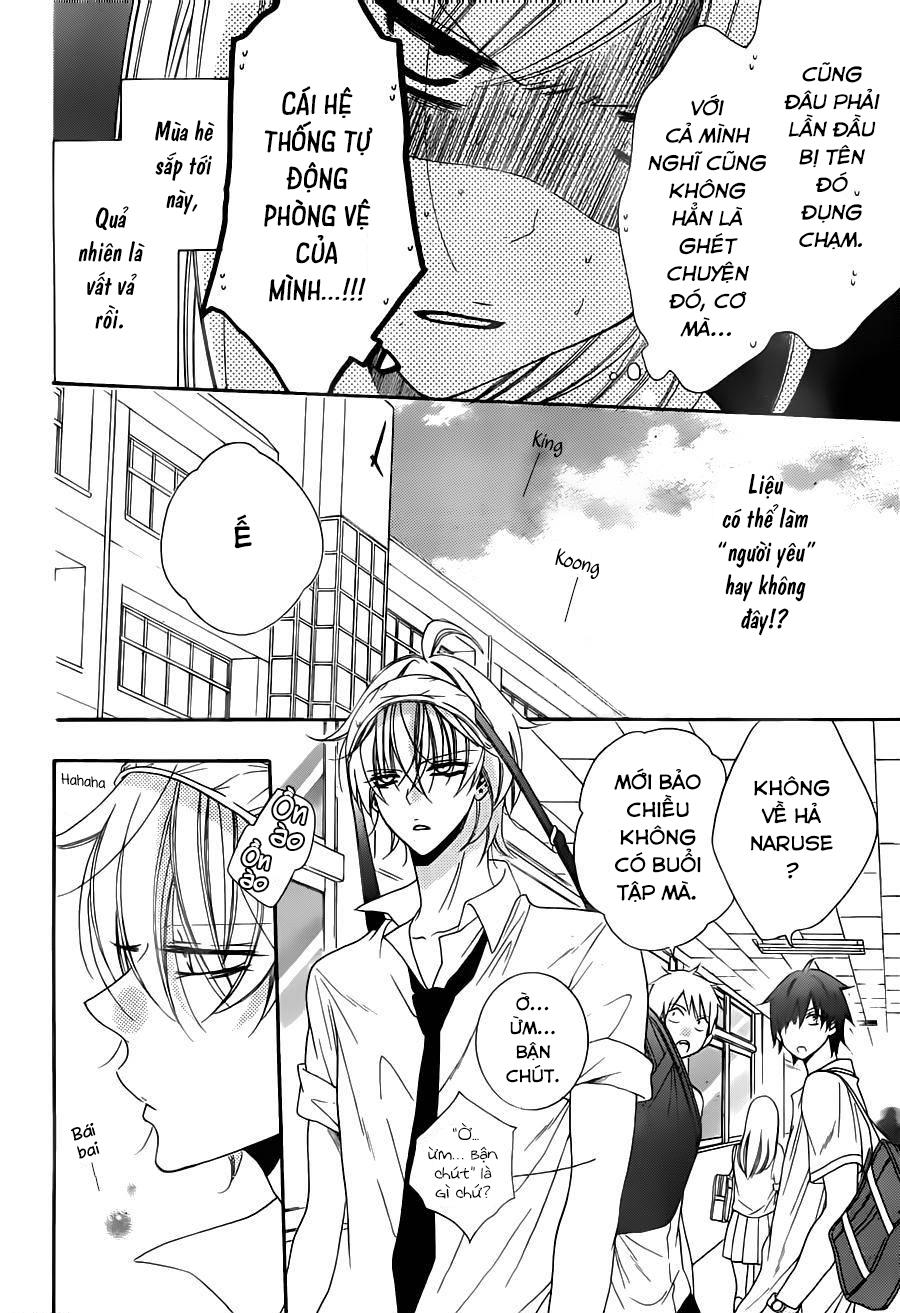 CŨNG
ĐÂU PHẢI
LẦN ĐẦU
BỊ TÊN
ĐÓ
ĐỤNG
CHẠM.
VỚI
CẢ MÌNH
NGHĨ CŨNG
KHÔNG
HẲN LÀ
GHÉT
CHUYỆN
ĐÓ, CƠ
MÀ...
CÁI HỆ
THỐNG TỰ
ĐỘNG
PHÒNG VỆ
CỦA
MÌNH...!!!
Mùa hè
sắp tới
này,
Quả
nhiên là
vất vả
rồi.
King
Koong
Liệu
có thể làm
"người yêu"
hay không
đây!?
Ế
KHÔNG
VỀ HẢ
NARUSE
?
MỚI BẢO
CHIỀU
KHÔNG
CÓ BUỔI
TẬP MÀ.
Ờ...
ỪM...
BẬN
CHÚT.
"Ờ...
ừm... Bận
chút" là
gì chứ?
Hahaha
Ồn
ào
Ồn
ào
Bái
bai